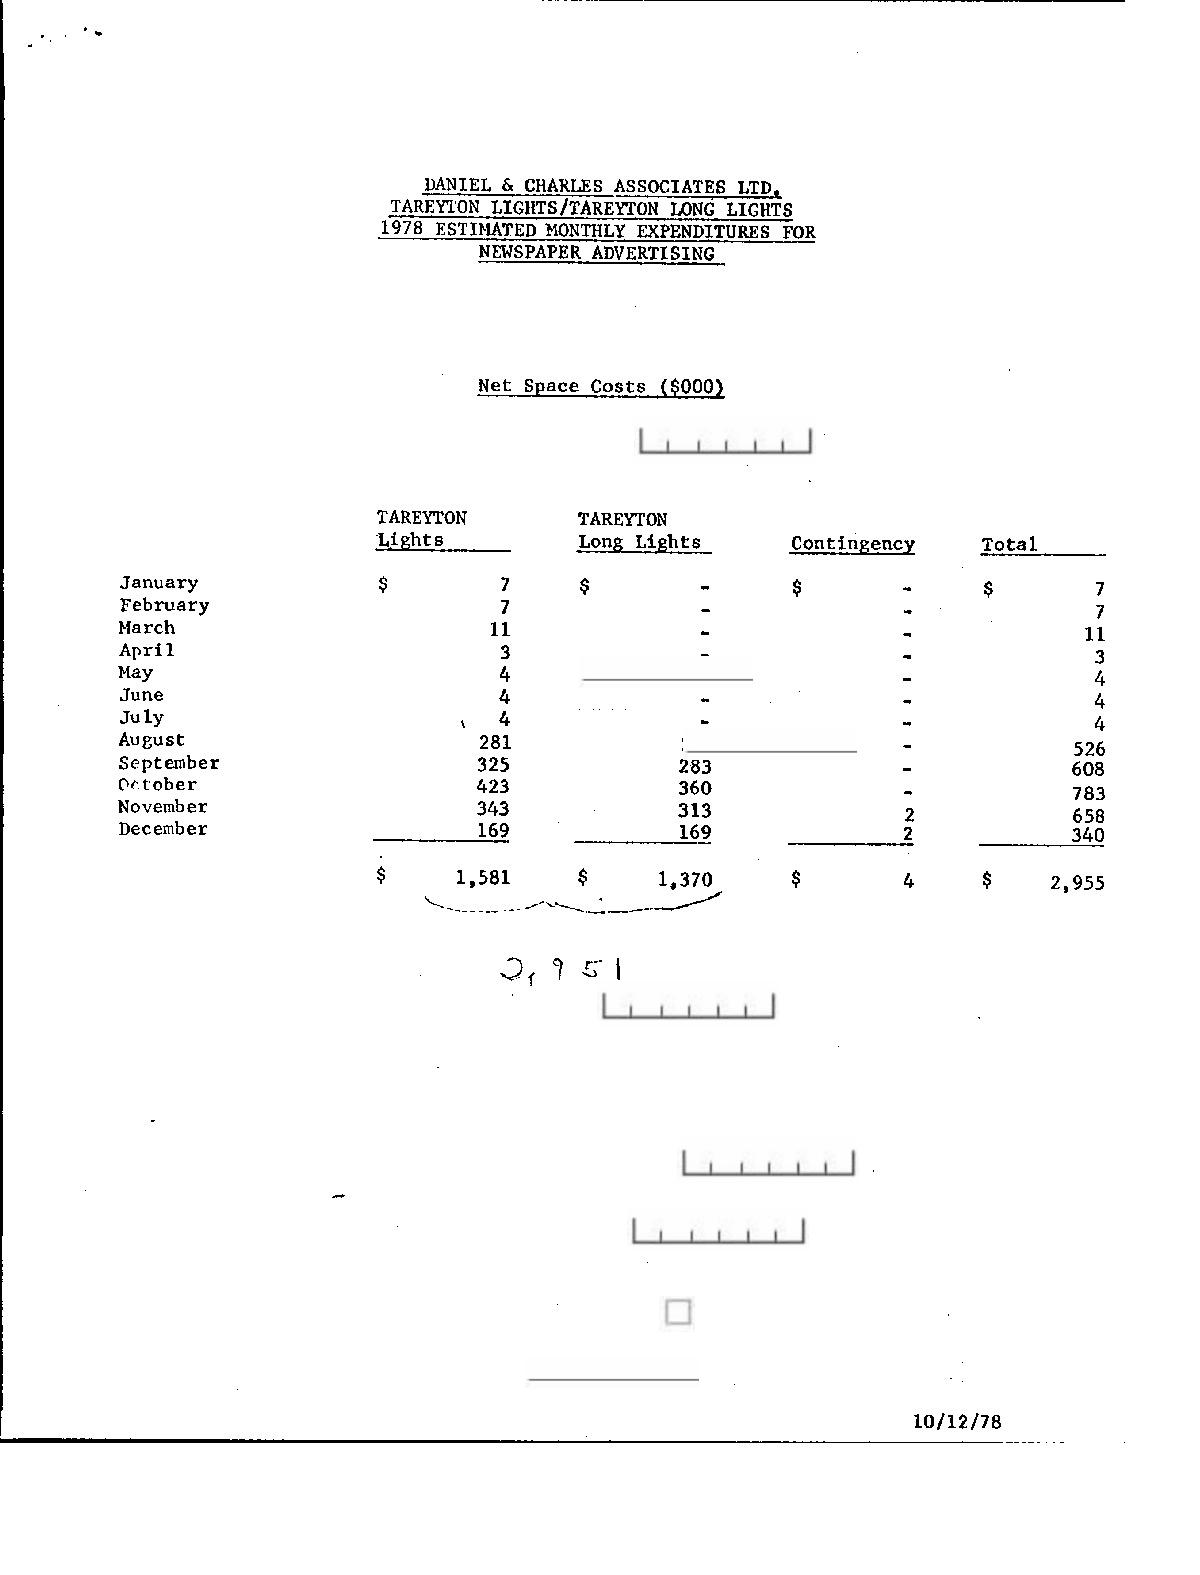 DANIEL & CHARLES ASSOCIATES LTD.
TAREYTON LIGHTS/TAREYTON LONG LIGHTS
1978 ESTIMATED MONTHLY EXPENDITURES FOR
NEWSPAPER ADVERTISING
Net Space Costs ($000)
TAREYTON TAREYTON
Lights Long Lights Contingency Total
January $ 7 $ - $ - $ 7
February 7 - - 7
March 11 - - 11
April 3 - - 3
May 4 - 4
June 4 - - 4
July 4 - - 4
August 281 - 526
September 325 283 - 608
October 423 360 - 783
November 343 313 2 658
December 169 169 2 340
$ 1,581 $ 1,370 $ 4 $ 2,955
2,951
10/12/78